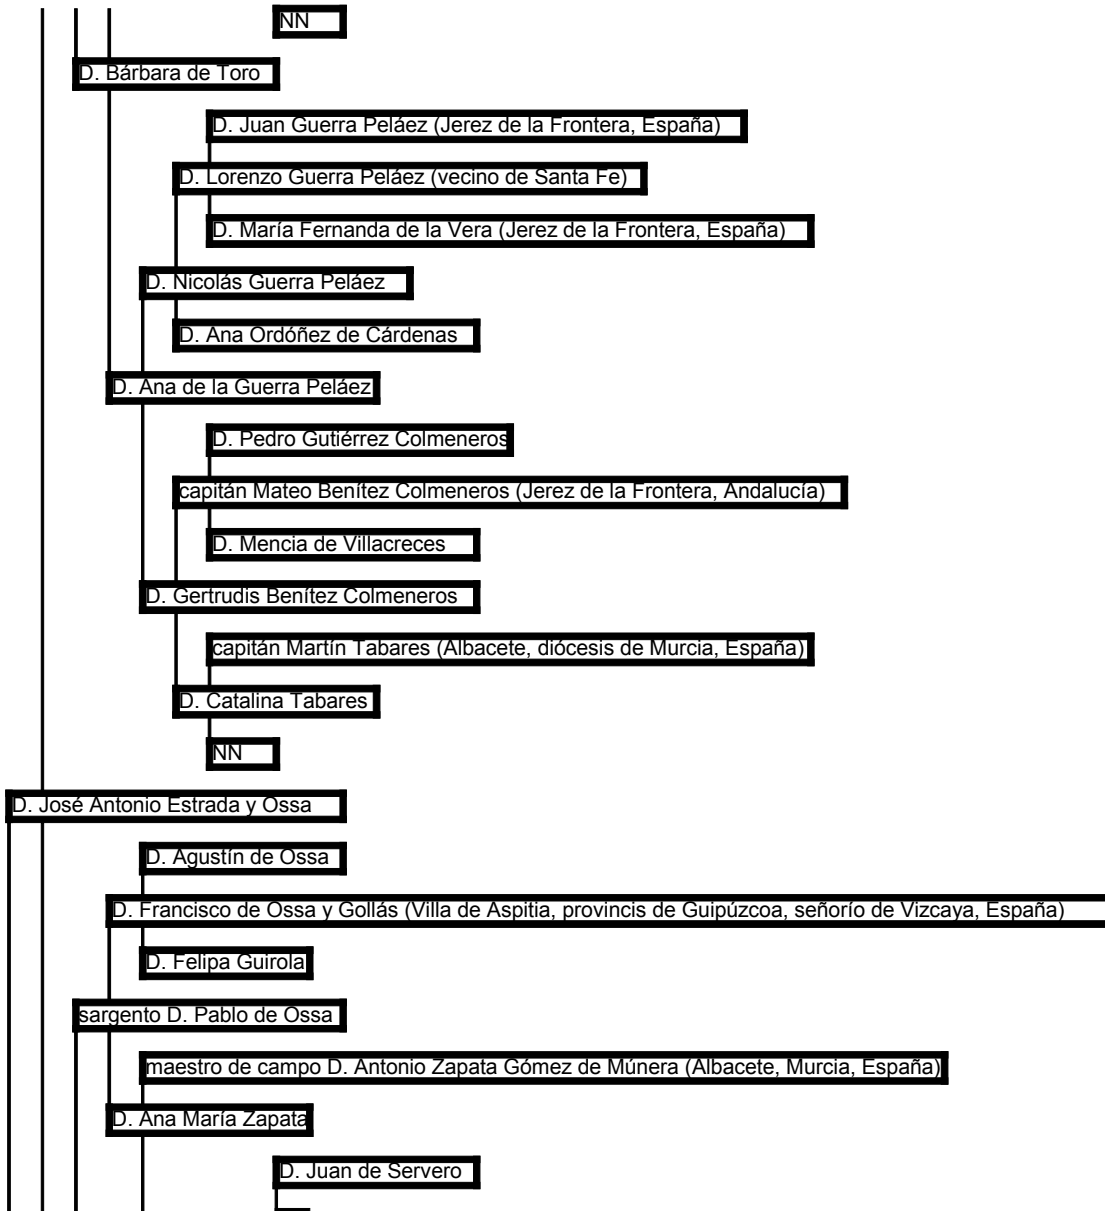 NN
D. Bárbara de Toro
D. Juan Guerra Peláez (Jerez de la Frontera, España)
D. Lorenzo Guerra Peláez (vecino de Santa Fe)
D. María Fernanda de la Vera (Jerez de la Frontera, España)
D. Nicolás Guerra Peláez
D. Ana Ordóñez de Cárdenas
D. Ana de la Guerra Peláez
D. Pedro Gutiérrez Colmeneros
capitán Mateo Benítez Colmeneros (Jerez de la Frontera, Andalucía)
D. Mencia de Villacreces
D. Gertrudis Benítez Colmeneros
capitán Martín Tabares (Albacete, diócesis de Murcia, España)
D. Catalina Tabares
NN
D. José Antonio Estrada y Ossa
D. Agustín de Ossa
D. Francisco de Ossa y Gollás (Villa de Aspitia, provincis de Guipúzcoa, señorío de Vizcaya, España)
D. Felipa Guirola
sargento D. Pablo de Ossa
maestro de campo D. Antonio Zapata Gómez de Múnera (Albacete, Murcia, España)
D. Ana María Zapata
D. Juan de Servero